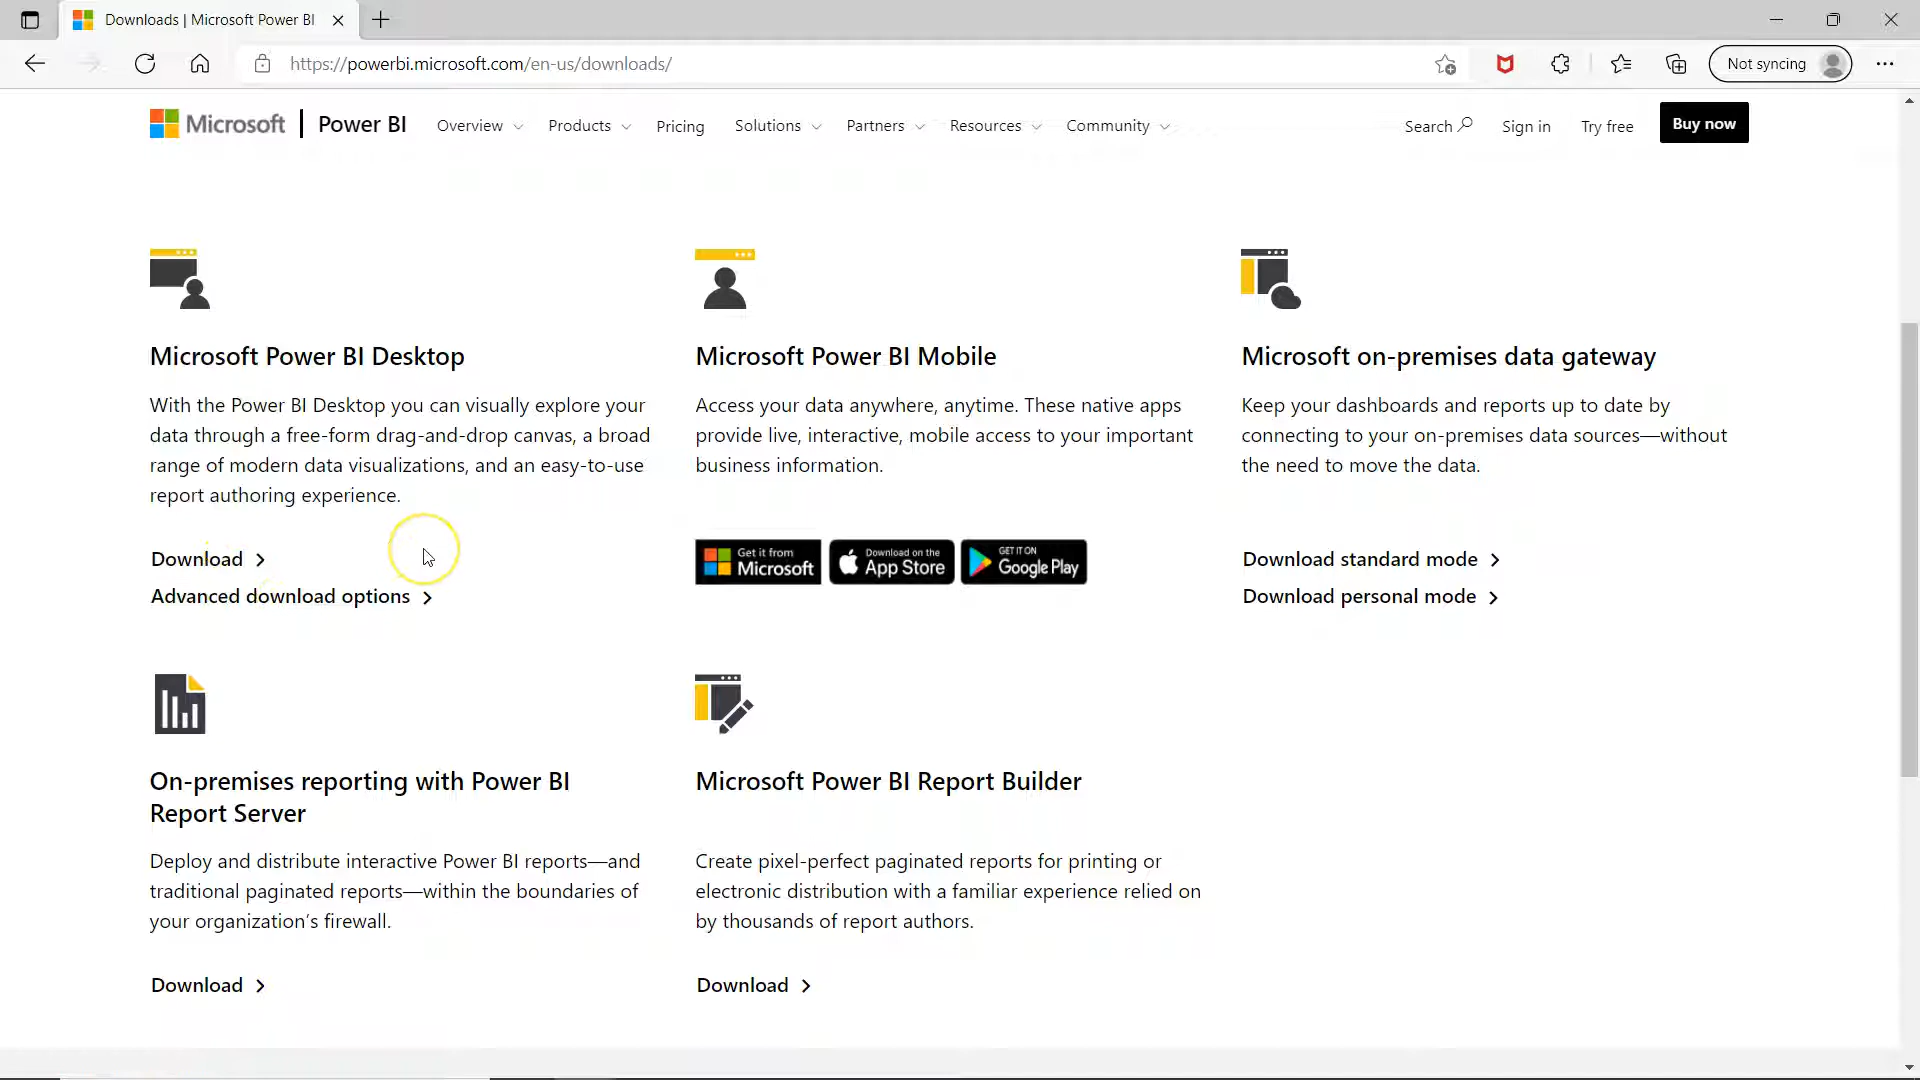 Downloads | Microsoft Power BI
https://powerbi.microsoft.com/en-us/downloads/
Not syncing
Microsoft | Power BI
Overview
Products
Pricing
Solutions
Partners
Resources
Community
Search
Sign in
Try free
Buy now
Microsoft Power BI Desktop
With the Power BI Desktop you can visually explore your
data through a free-form drag-and-drop canvas, a broad
range of modern data visualizations, and an easy-to-use
report authoring experience.
Download
Advanced download options
Microsoft Power BI Mobile
Access your data anywhere, anytime. These native apps
provide live, interactive, mobile access to your important
business information.
Get it from
Microsoft
Download on the
App Store
GET IT ON
Google Play
Microsoft on-premises data gateway
Keep your dashboards and reports up to date by
connecting to your on-premises data sources—without
the need to move the data.
Download standard mode
Download personal mode
On-premises reporting with Power BI
Report Server
Deploy and distribute interactive Power BI reports—and
traditional paginated reports—within the boundaries of
your organization's firewall.
Download
Microsoft Power BI Report Builder
Create pixel-perfect paginated reports for printing or
electronic distribution with a familiar experience relied on
by thousands of report authors.
Download